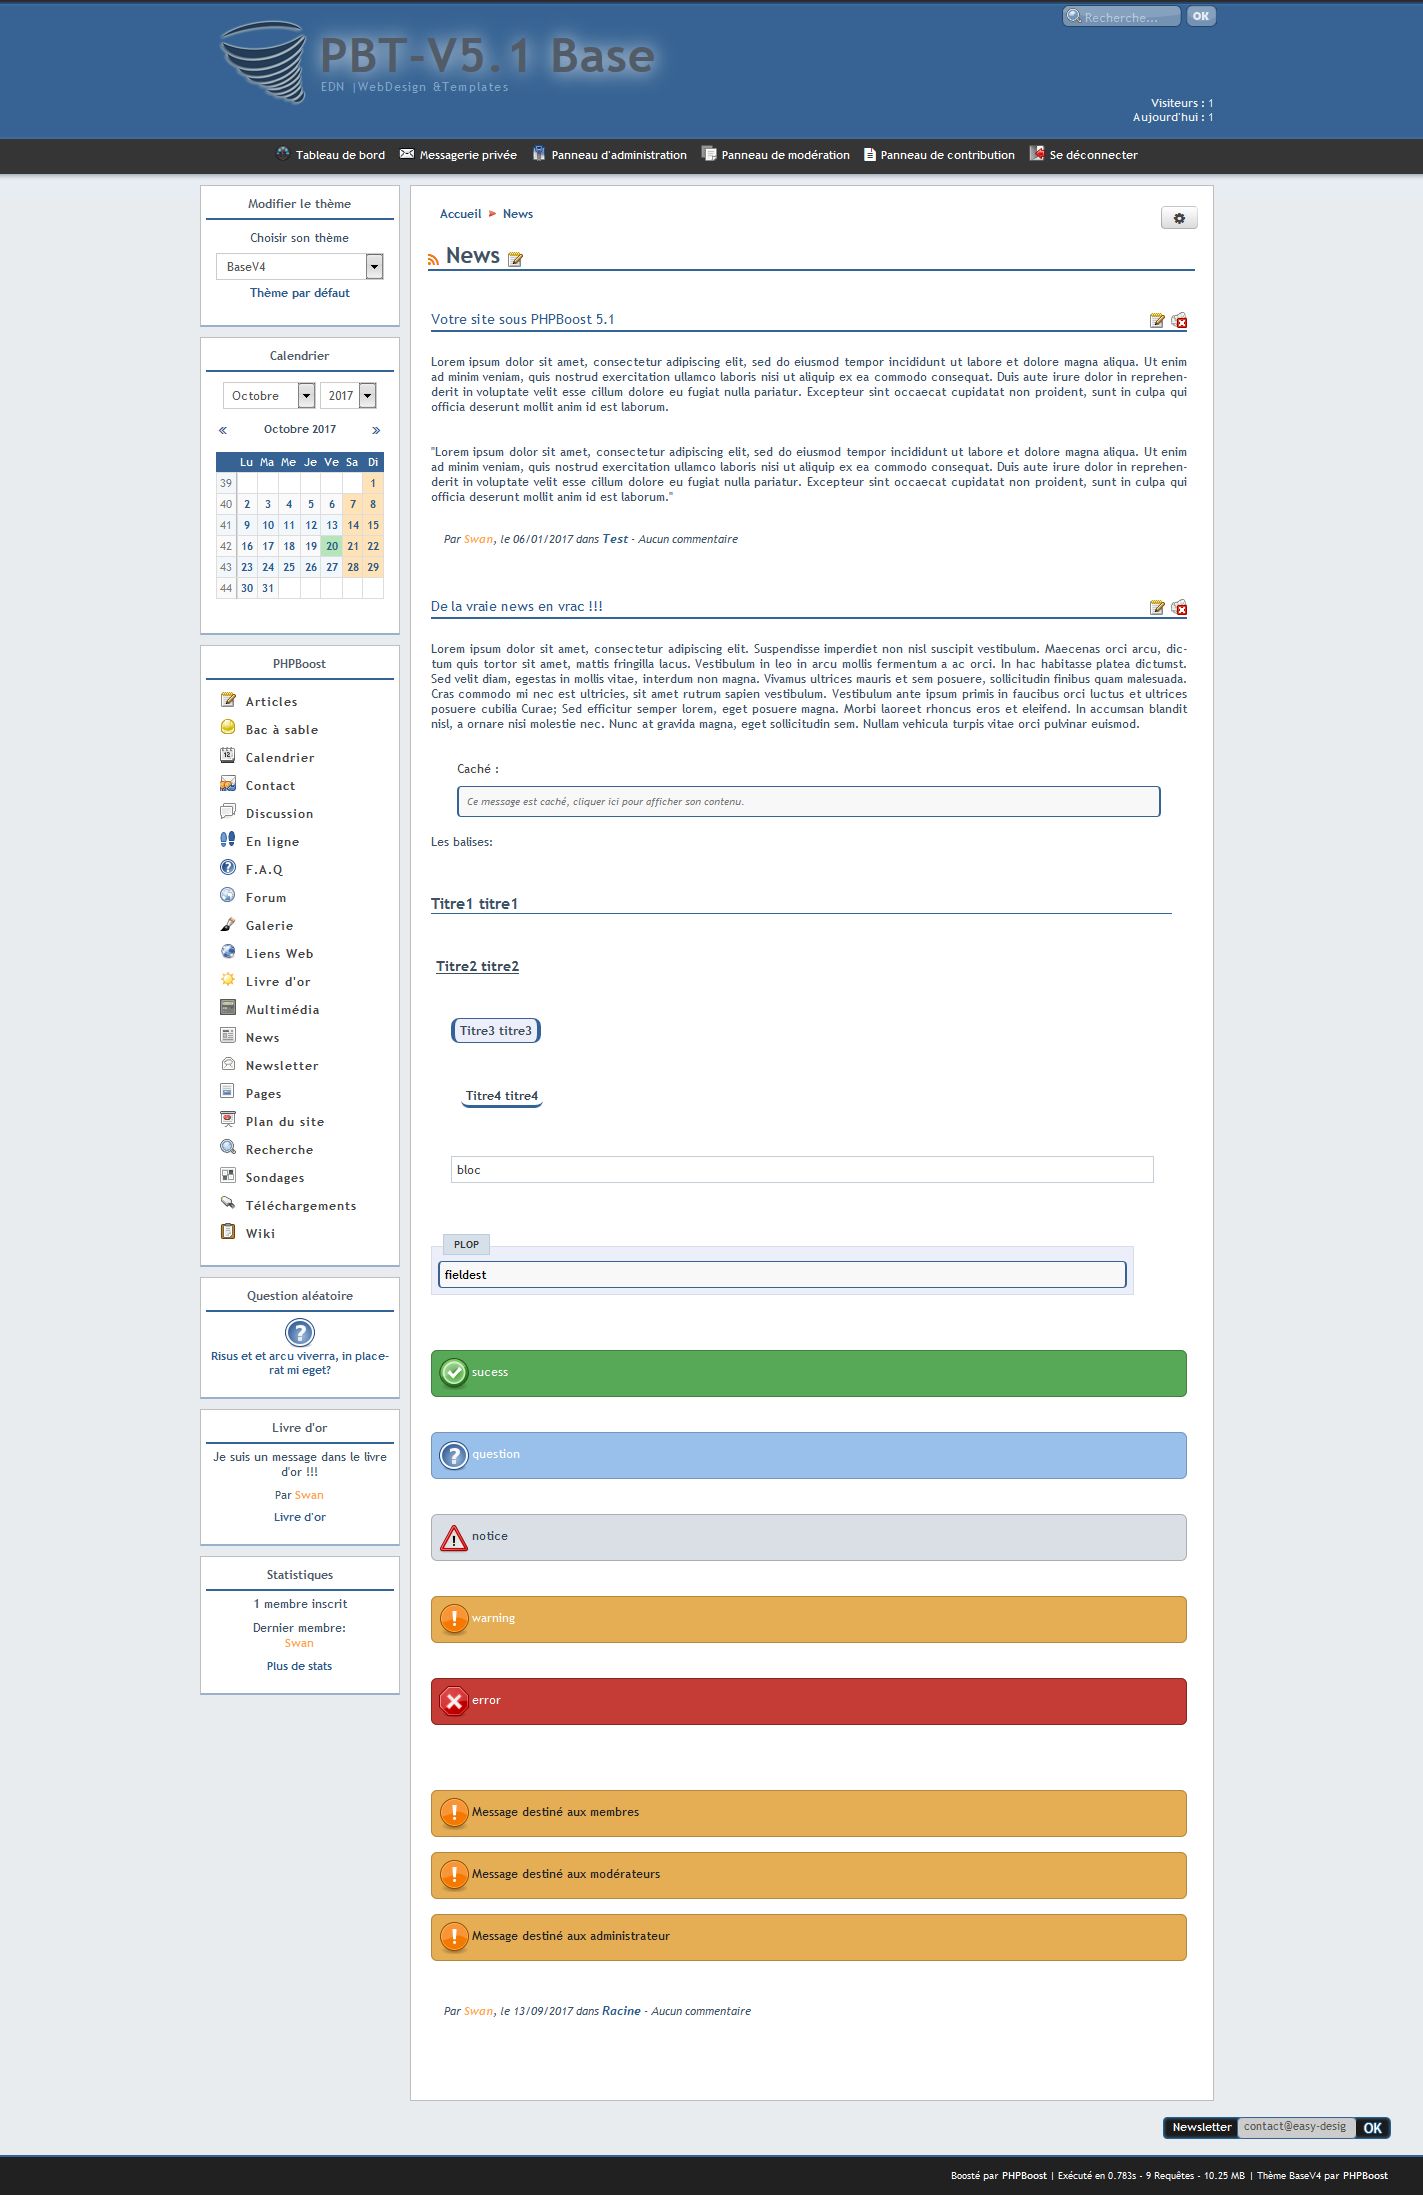 Recherche...
OK
PBT-V5.1 Base
EDN |WebDesign &Templates
Visiteurs : 1
Aujourd'hui : 1
Tableau de bord Messagerie privée Panneau d'administration Panneau de modération Panneau de contribution Se déconnecter
Modifier le thème
Choisir son thème
BaseV4
Thème par défaut
Calendrier
Octobre 2017
« Octobre 2017 »
Lu Ma Me Je Ve Sa Di
39 1
40 2 3 4 5 6 7 8
41 9 10 11 12 13 14 15
42 16 17 18 19 20 21 22
43 23 24 25 26 27 28 29
44 30 31
PHPBoost
Articles
Bac à sable
Calendrier
Contact
Discussion
En ligne
F.A.Q
Forum
Galerie
Liens Web
Livre d'or
Multimédia
News
Newsletter
Pages
Plan du site
Recherche
Sondages
Téléchargements
Wiki
Question aléatoire
Risus et et arcu viverra, in place-
rat mi eget?
Livre d'or
Je suis un message dans le livre
d'or !!!
Par Swan
Livre d'or
Statistiques
1 membre inscrit
Dernier membre:
Swan
Plus de stats
Accueil News
News
Votre site sous PHPBoost 5.1
Lorem ipsum dolor sit amet, consectetur adipiscing elit, sed do eiusmod tempor incididunt ut labore et dolore magna aliqua. Ut enim
ad minim veniam, quis nostrud exercitation ullamco laboris nisi ut aliquip ex ea commodo consequat. Duis aute irure dolor in reprehen-
derit in voluptate velit esse cillum dolore eu fugiat nulla pariatur. Excepteur sint occaecat cupidatat non proident, sunt in culpa qui
officia deserunt mollit anim id est laborum.
"Lorem ipsum dolor sit amet, consectetur adipiscing elit, sed do eiusmod tempor incididunt ut labore et dolore magna aliqua. Ut enim
ad minim veniam, quis nostrud exercitation ullamco laboris nisi ut aliquip ex ea commodo consequat. Duis aute irure dolor in reprehen-
derit in voluptate velit esse cillum dolore eu fugiat nulla pariatur. Excepteur sint occaecat cupidatat non proident, sunt in culpa qui
officia deserunt mollit anim id est laborum."
Par Swan, le 06/01/2017 dans Test - Aucun commentaire
De la vraie news en vrac !!!
Lorem ipsum dolor sit amet, consectetur adipiscing elit. Suspendisse imperdiet non nisl suscipit vestibulum. Maecenas orci arcu, dic-
tum quis tortor sit amet, mattis fringilla lacus. Vestibulum in leo in arcu mollis fermentum a ac orci. In hac habitasse platea dictumst.
Sed velit diam, egestas in mollis vitae, interdum non magna. Vivamus ultrices mauris et sem posuere, sollicitudin finibus quam malesuada.
Cras commodo mi nec est ultricies, sit amet rutrum sapien vestibulum. Vestibulum ante ipsum primis in faucibus orci luctus et ultrices
posuere cubilia Curae; Sed efficitur semper lorem, eget posuere magna. Morbi laoreet rhoncus eros et eleifend. In accumsan blandit
nisl, a ornare nisi molestie nec. Nunc at gravida magna, eget sollicitudin sem. Nullam vehicula turpis vitae orci pulvinar euismod.
Caché :
Ce message est caché, cliquer ici pour afficher son contenu.
Les balises:
Titre1 titre1
Titre2 titre2
Titre3 titre3
Titre4 titre4
bloc
PLOP
fieldest
sucess
question
notice
warning
error
Message destiné aux membres
Message destiné aux modérateurs
Message destiné aux administrateur
Par Swan, le 13/09/2017 dans Racine - Aucun commentaire
Newsletter contact@easy-desig OK
Boosté par PHPBoost | Exécuté en 0.783s - 9 Requêtes - 10.25 MB | Thème BaseV4 par PHPBoost